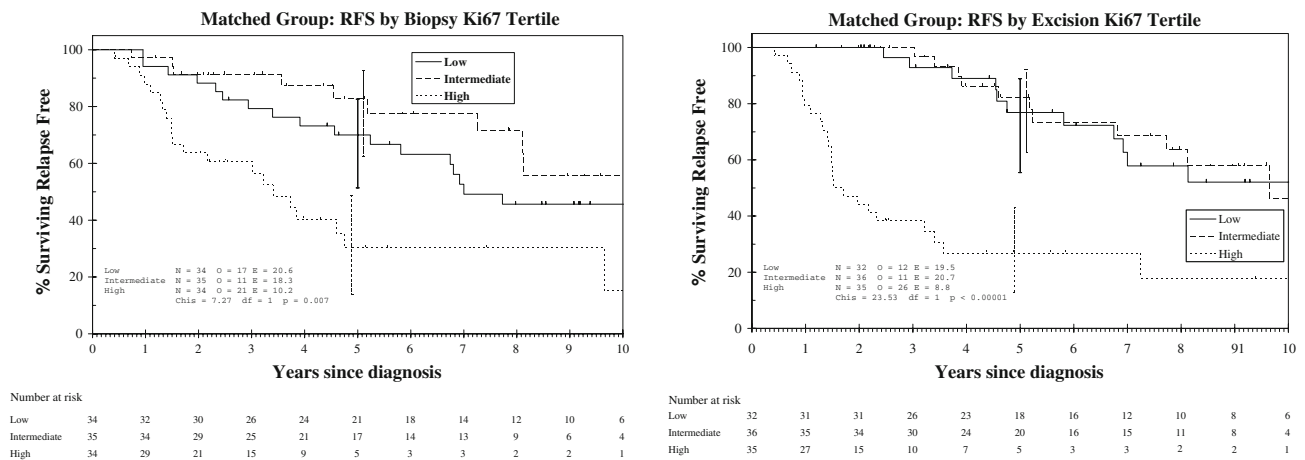 Matched Group: RFS by Biopsy Ki67 Tertile
% Surviving Relapse Free
100
80
60
40
20
0
Low
Intermediate
High
Low N = 34 O = 17 E = 20.6
Intermediate N = 35 O = 11 E = 18.3
High N = 34 O = 21 E = 10.2
Chis = 7.27 df = 1 p = 0.007
0 1 2 3 4 5 6 7 8 9 10
Years since diagnosis
Number at risk
Low 34 32 30 26 24 21 18 14 12 10 6
Intermediate 35 34 29 25 21 17 14 13 9 6 4
High 34 29 21 15 9 5 3 3 2 2 1
Matched Group: RFS by Excision Ki67 Tertile
% Surviving Relapse Free
100
80
60
40
20
0
Low
Intermediate
High
Low N = 32 O = 12 E = 19.5
Intermediate N = 36 O = 11 E = 20.7
High N = 35 O = 26 E = 8.8
Chis = 23.53 df = 1 p < 0.00001
0 1 2 3 4 5 6 7 8 91 10
Years since diagnosis
Number at risk
Low 32 31 31 26 23 18 16 12 10 8 6
Intermediate 36 35 34 30 24 20 16 15 11 8 4
High 35 27 15 10 7 5 3 3 2 2 1